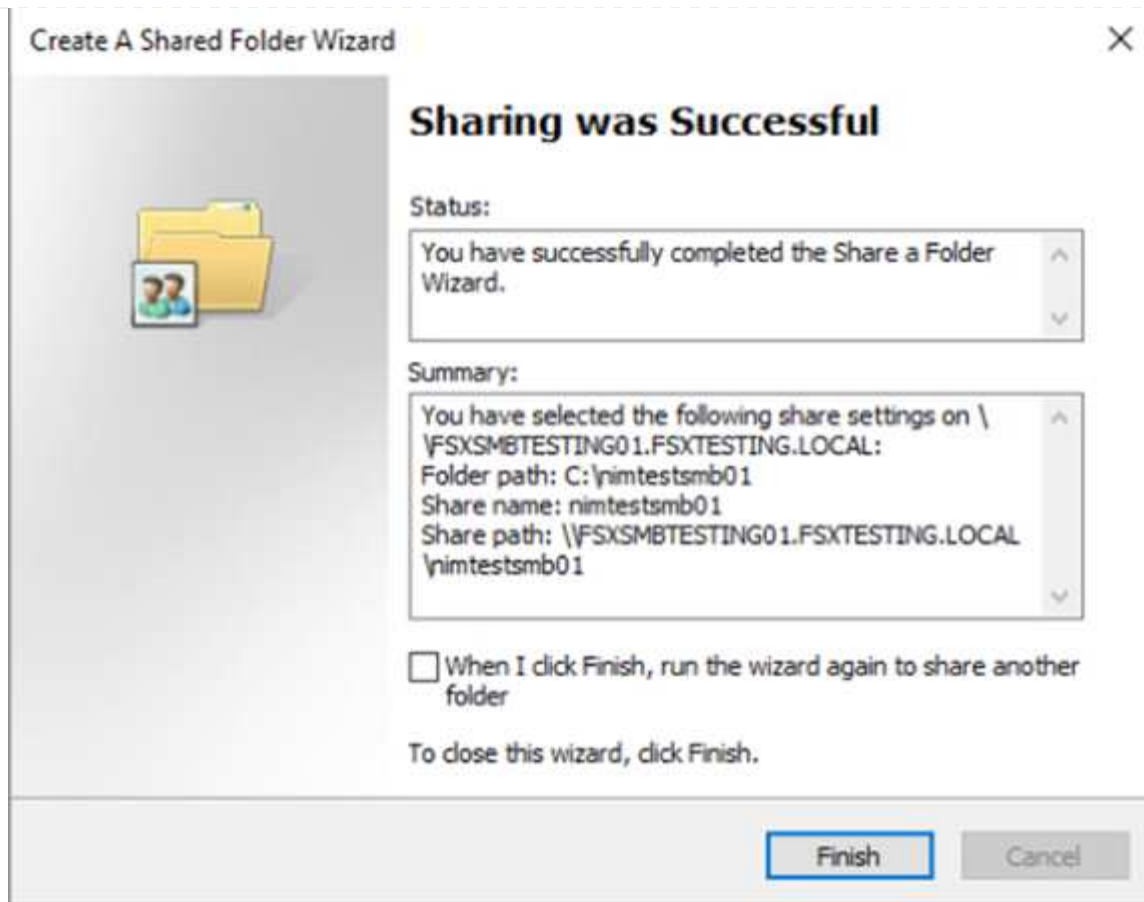 Create A Shared Folder Wizard
Sharing was Successful
Status:
You have successfully completed the Share a Folder
Wizard.
Summary:
You have selected the following share settings on \
\FSXSMBTESTING01.FSXTESTING.LOCAL:
Folder path: C:\nimtestsmb01
Share name: nimtestsmb01
Share path: \\FSXSMBTESTING01.FSXTESTING.LOCAL
\nimtestsmb01
When I click Finish, run the wizard again to share another
folder
To close this wizard, click Finish.
Finish
Cancel